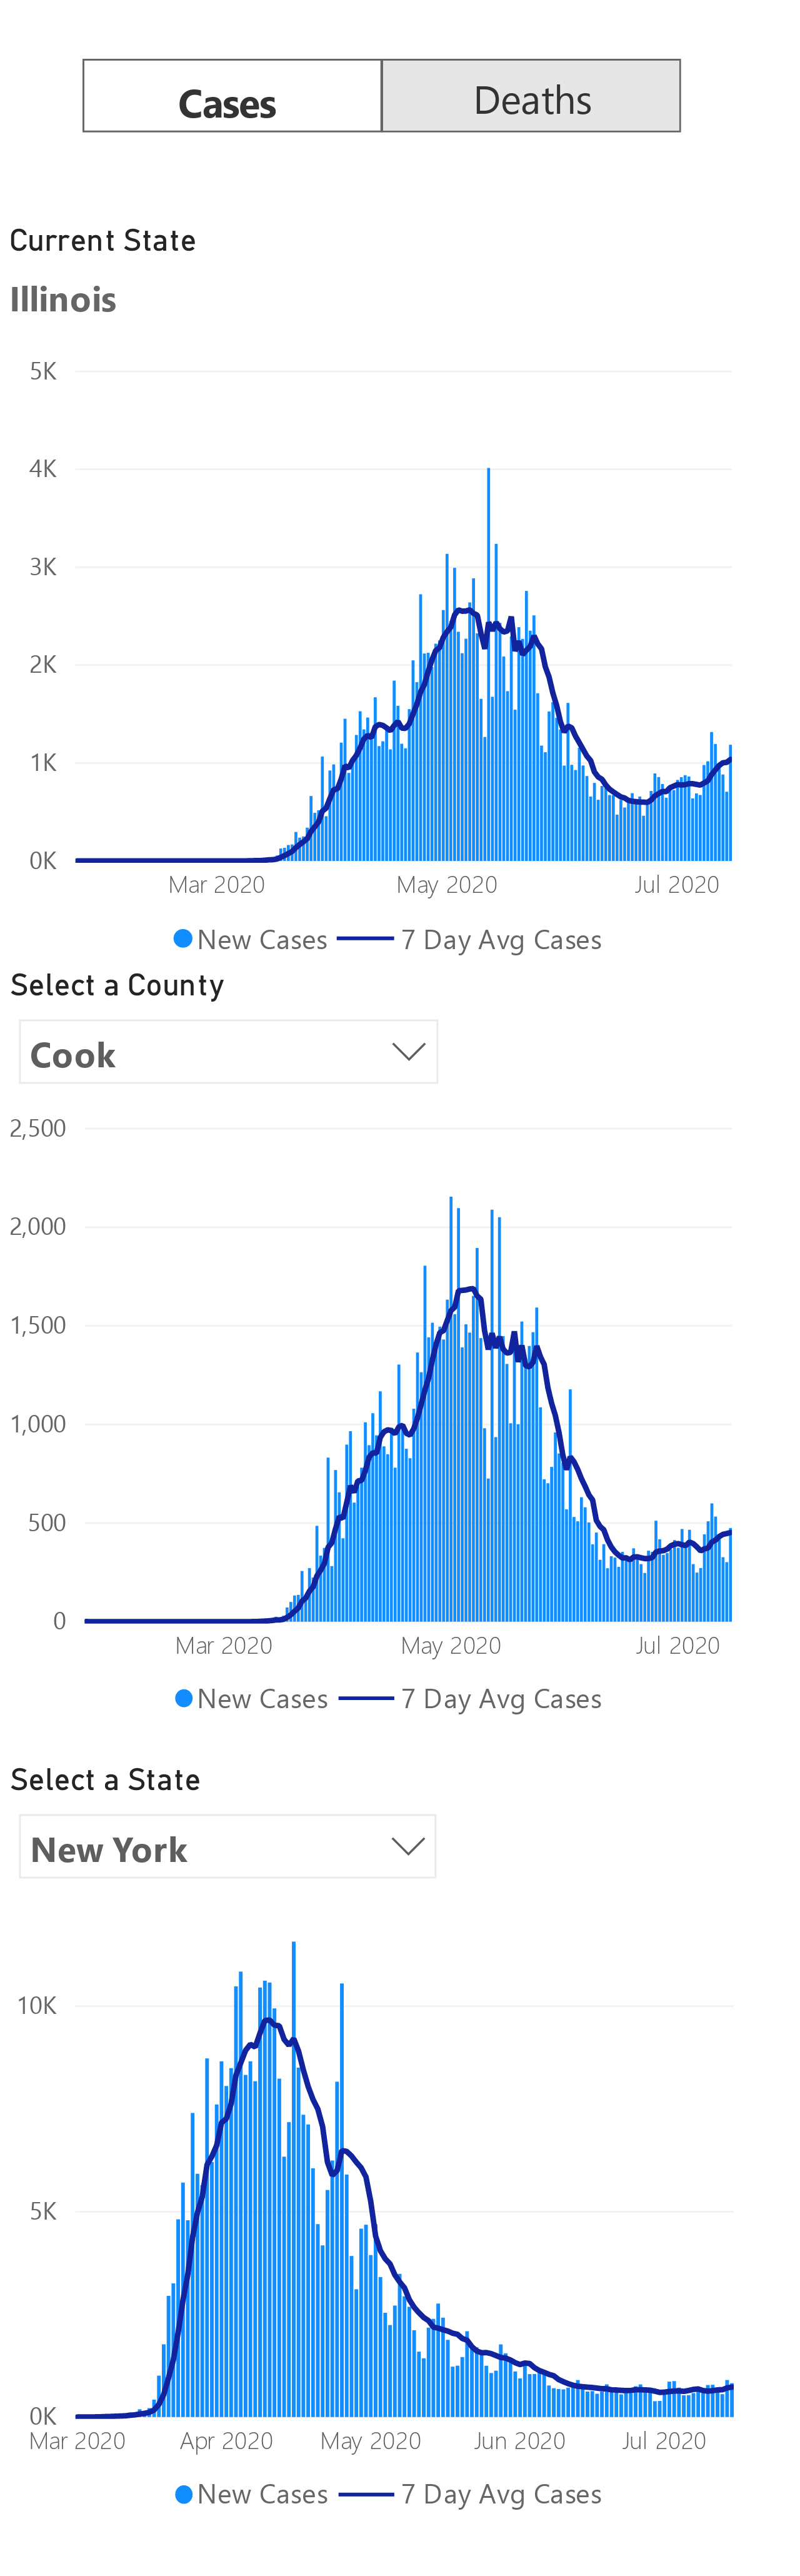 Cases Deaths
Current State
Illinois
5K
4K
3K
2K
1K
0K
Mar 2020 May 2020 Jul 2020
New Cases 7 Day Avg Cases
Select a County
Cook
2,500
2,000
1,500
1,000
500
0
Mar 2020 May 2020 Jul 2020
New Cases 7 Day Avg Cases
Select a State
New York
10K
5K
0K
Mar 2020 Apr 2020 May 2020 Jun 2020 Jul 2020
New Cases 7 Day Avg Cases